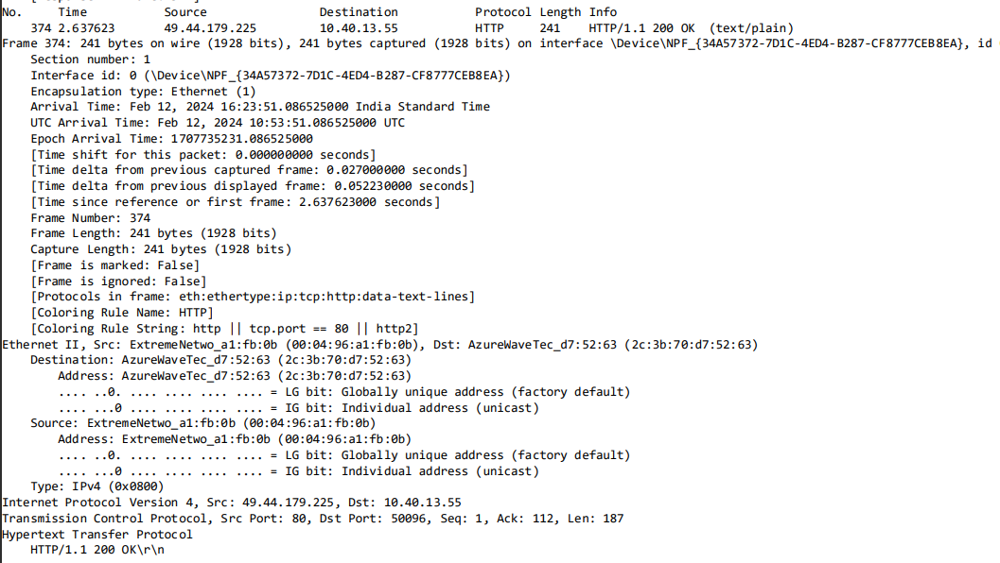 No.     Time           Source                Destination           Protocol Length Info
    374 2.637623       49.44.179.225         10.40.13.55           HTTP     241    HTTP/1.1 200 OK  (text/plain)
Frame 374: 241 bytes on wire (1928 bits), 241 bytes captured (1928 bits) on interface \Device\NPF_{34A57372-7D1C-4ED4-B287-CF8777CEB8EA}, id
    Section number: 1
    Interface id: 0 (\Device\NPF_{34A57372-7D1C-4ED4-B287-CF8777CEB8EA})
    Encapsulation type: Ethernet (1)
    Arrival Time: Feb 12, 2024 16:23:51.086525000 India Standard Time
    UTC Arrival Time: Feb 12, 2024 10:53:51.086525000 UTC
    Epoch Arrival Time: 1707735231.086525000
    [Time shift for this packet: 0.000000000 seconds]
    [Time delta from previous captured frame: 0.027000000 seconds]
    [Time delta from previous displayed frame: 0.052230000 seconds]
    [Time since reference or first frame: 2.637623000 seconds]
    Frame Number: 374
    Frame Length: 241 bytes (1928 bits)
    Capture Length: 241 bytes (1928 bits)
    [Frame is marked: False]
    [Frame is ignored: False]
    [Protocols in frame: eth:ethertype:ip:tcp:http:data-text-lines]
    [Coloring Rule Name: HTTP]
    [Coloring Rule String: http || tcp.port == 80 || http2]
Ethernet II, Src: ExtremeNetwo_a1:fb:0b (00:04:96:a1:fb:0b), Dst: AzureWaveTec_d7:52:63 (2c:3b:70:d7:52:63)
    Destination: AzureWaveTec_d7:52:63 (2c:3b:70:d7:52:63)
        Address: AzureWaveTec_d7:52:63 (2c:3b:70:d7:52:63)
        .... ..0. .... .... .... .... = LG bit: Globally unique address (factory default)
        .... ...0 .... .... .... .... = IG bit: Individual address (unicast)
    Source: ExtremeNetwo_a1:fb:0b (00:04:96:a1:fb:0b)
        Address: ExtremeNetwo_a1:fb:0b (00:04:96:a1:fb:0b)
        .... ..0. .... .... .... .... = LG bit: Globally unique address (factory default)
        .... ...0 .... .... .... .... = IG bit: Individual address (unicast)
    Type: IPv4 (0x0800)
Internet Protocol Version 4, Src: 49.44.179.225, Dst: 10.40.13.55
Transmission Control Protocol, Src Port: 80, Dst Port: 50096, Seq: 1, Ack: 112, Len: 187
Hypertext Transfer Protocol
    HTTP/1.1 200 OK\r\n